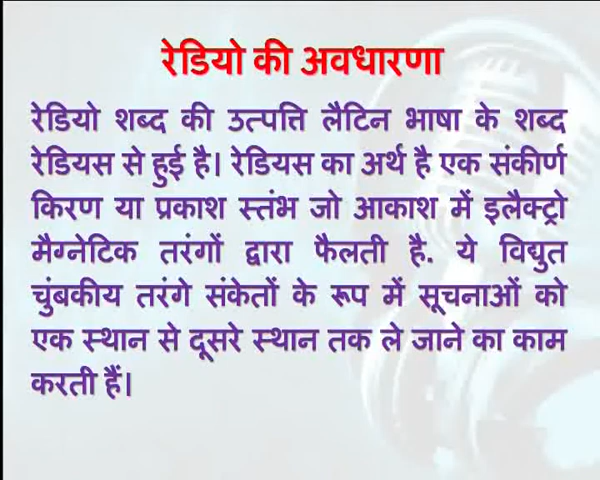 रेडियो की अवधारणा
रेडियो शब्द की उत्पत्ति लैटिन भाषा के शब्द
रेडियस से हुई है। रेडियस का अर्थ है एक संकीर्ण
किरण या प्रकाश स्तंभ जो आकाश में इलैक्ट्रो
मैग्नेटिक तरंगों द्वारा फैलती है. ये विद्युत
चुंबकीय तरंगे संकेतों के रूप में सूचनाओं को
एक स्थान से दूसरे स्थान तक ले जाने का काम
करती हैं।